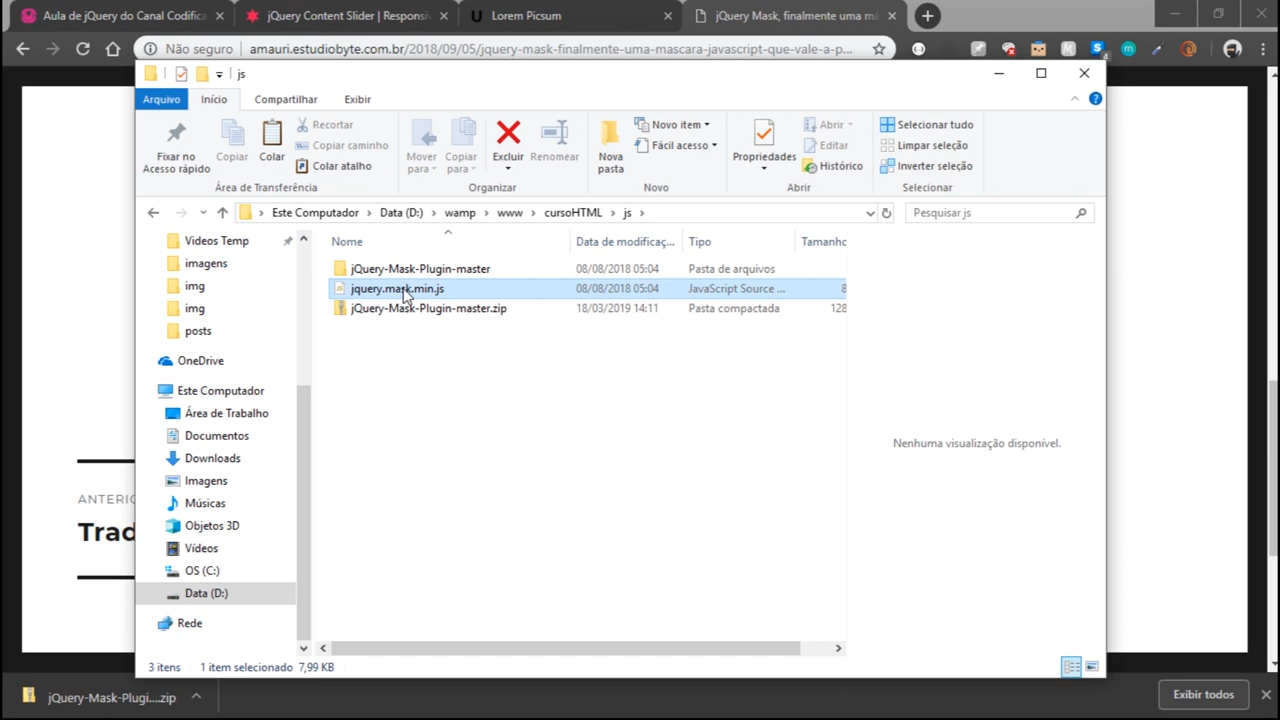 Aula de jQuery do Canal Codifica
jQuery Content Slider | Responsiv
Lorem Picsum
jQuery Mask, finalmente uma má
Não seguro | amauri.estudiobyte.com.br/2018/09/05/jquery-mask-finalmente-uma-mascara-javascript-que-vale-a-p...
js
Arquivo
Início
Compartilhar
Exibir
Fixar no
Acesso rápido
Copiar
Colar
Recortar
Copiar caminho
Colar atalho
Área de Transferência
Mover
para
Copiar
para
Excluir
Renomear
Organizar
Nova
pasta
Novo item
Fácil acesso
Novo
Propriedades
Abrir
Editar
Histórico
Abrir
Selecionar tudo
Limpar seleção
Inverter seleção
Selecionar
Este Computador > Data (D:) > wamp > www > cursoHTML > js >
Pesquisar js
Videos Temp
imagens
img
img
posts
OneDrive
Este Computador
Área de Trabalho
Documentos
Downloads
Imagens
Músicas
Objetos 3D
Vídeos
OS (C:)
Data (D:)
Rede
Nome Data de modificaç... Tipo Tamanho
jQuery-Mask-Plugin-master 08/08/2018 05:04 Pasta de arquivos
jquery.mask.min.js 08/08/2018 05:04 JavaScript Source ... 8
jQuery-Mask-Plugin-master.zip 18/03/2019 14:11 Pasta compactada 128
Nenhuma visualização disponível.
ANTERIO
Trad
3 itens 1 item selecionado 7,99 KB
jQuery-Mask-Plugi....zip
Exibir todos